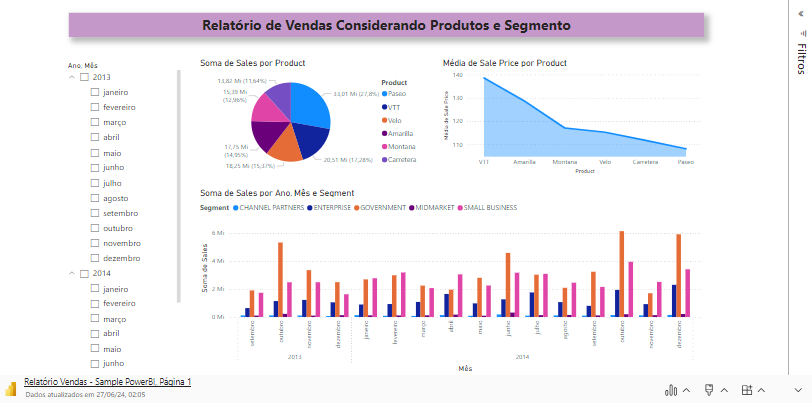 Relatório de Vendas Considerando Produtos e Segmento
Filtros
Ano, Mês
2013
janeiro
fevereiro
março
abril
maio
junho
julho
agosto
setembro
outubro
novembro
dezembro
2014
janeiro
fevereiro
março
abril
maio
junho
Soma de Sales por Product
13,82 Mi (11,64%)
15,39 Mi (12,96%)
17,75 Mi (14,95%)
18,25 Mi (15,37%)
20,51 Mi (17,28%)
33,01 Mi (27,8%)
Product
Paseo
VTT
Velo
Amarilla
Montana
Carretera
Média de Sale Price por Product
Média de Sale Price
140
130
120
110
VTT Amarilla Montana Velo Carretera Paseo
Product
Soma de Sales por Ano, Mês e Segment
Segment CHANNEL PARTNERS ENTERPRISE GOVERNMENT MIDMARKET SMALL BUSINESS
Soma de Sales
6 Mi
4 Mi
2 Mi
0 Mi
setembro outubro novembro dezembro janeiro fevereiro março abril maio junho julho agosto setembro outubro novembro dezembro
2013 2014
Mês
Relatório Vendas - Sample PowerBI, Página 1
Dados atualizados em 27/06/24, 02:05